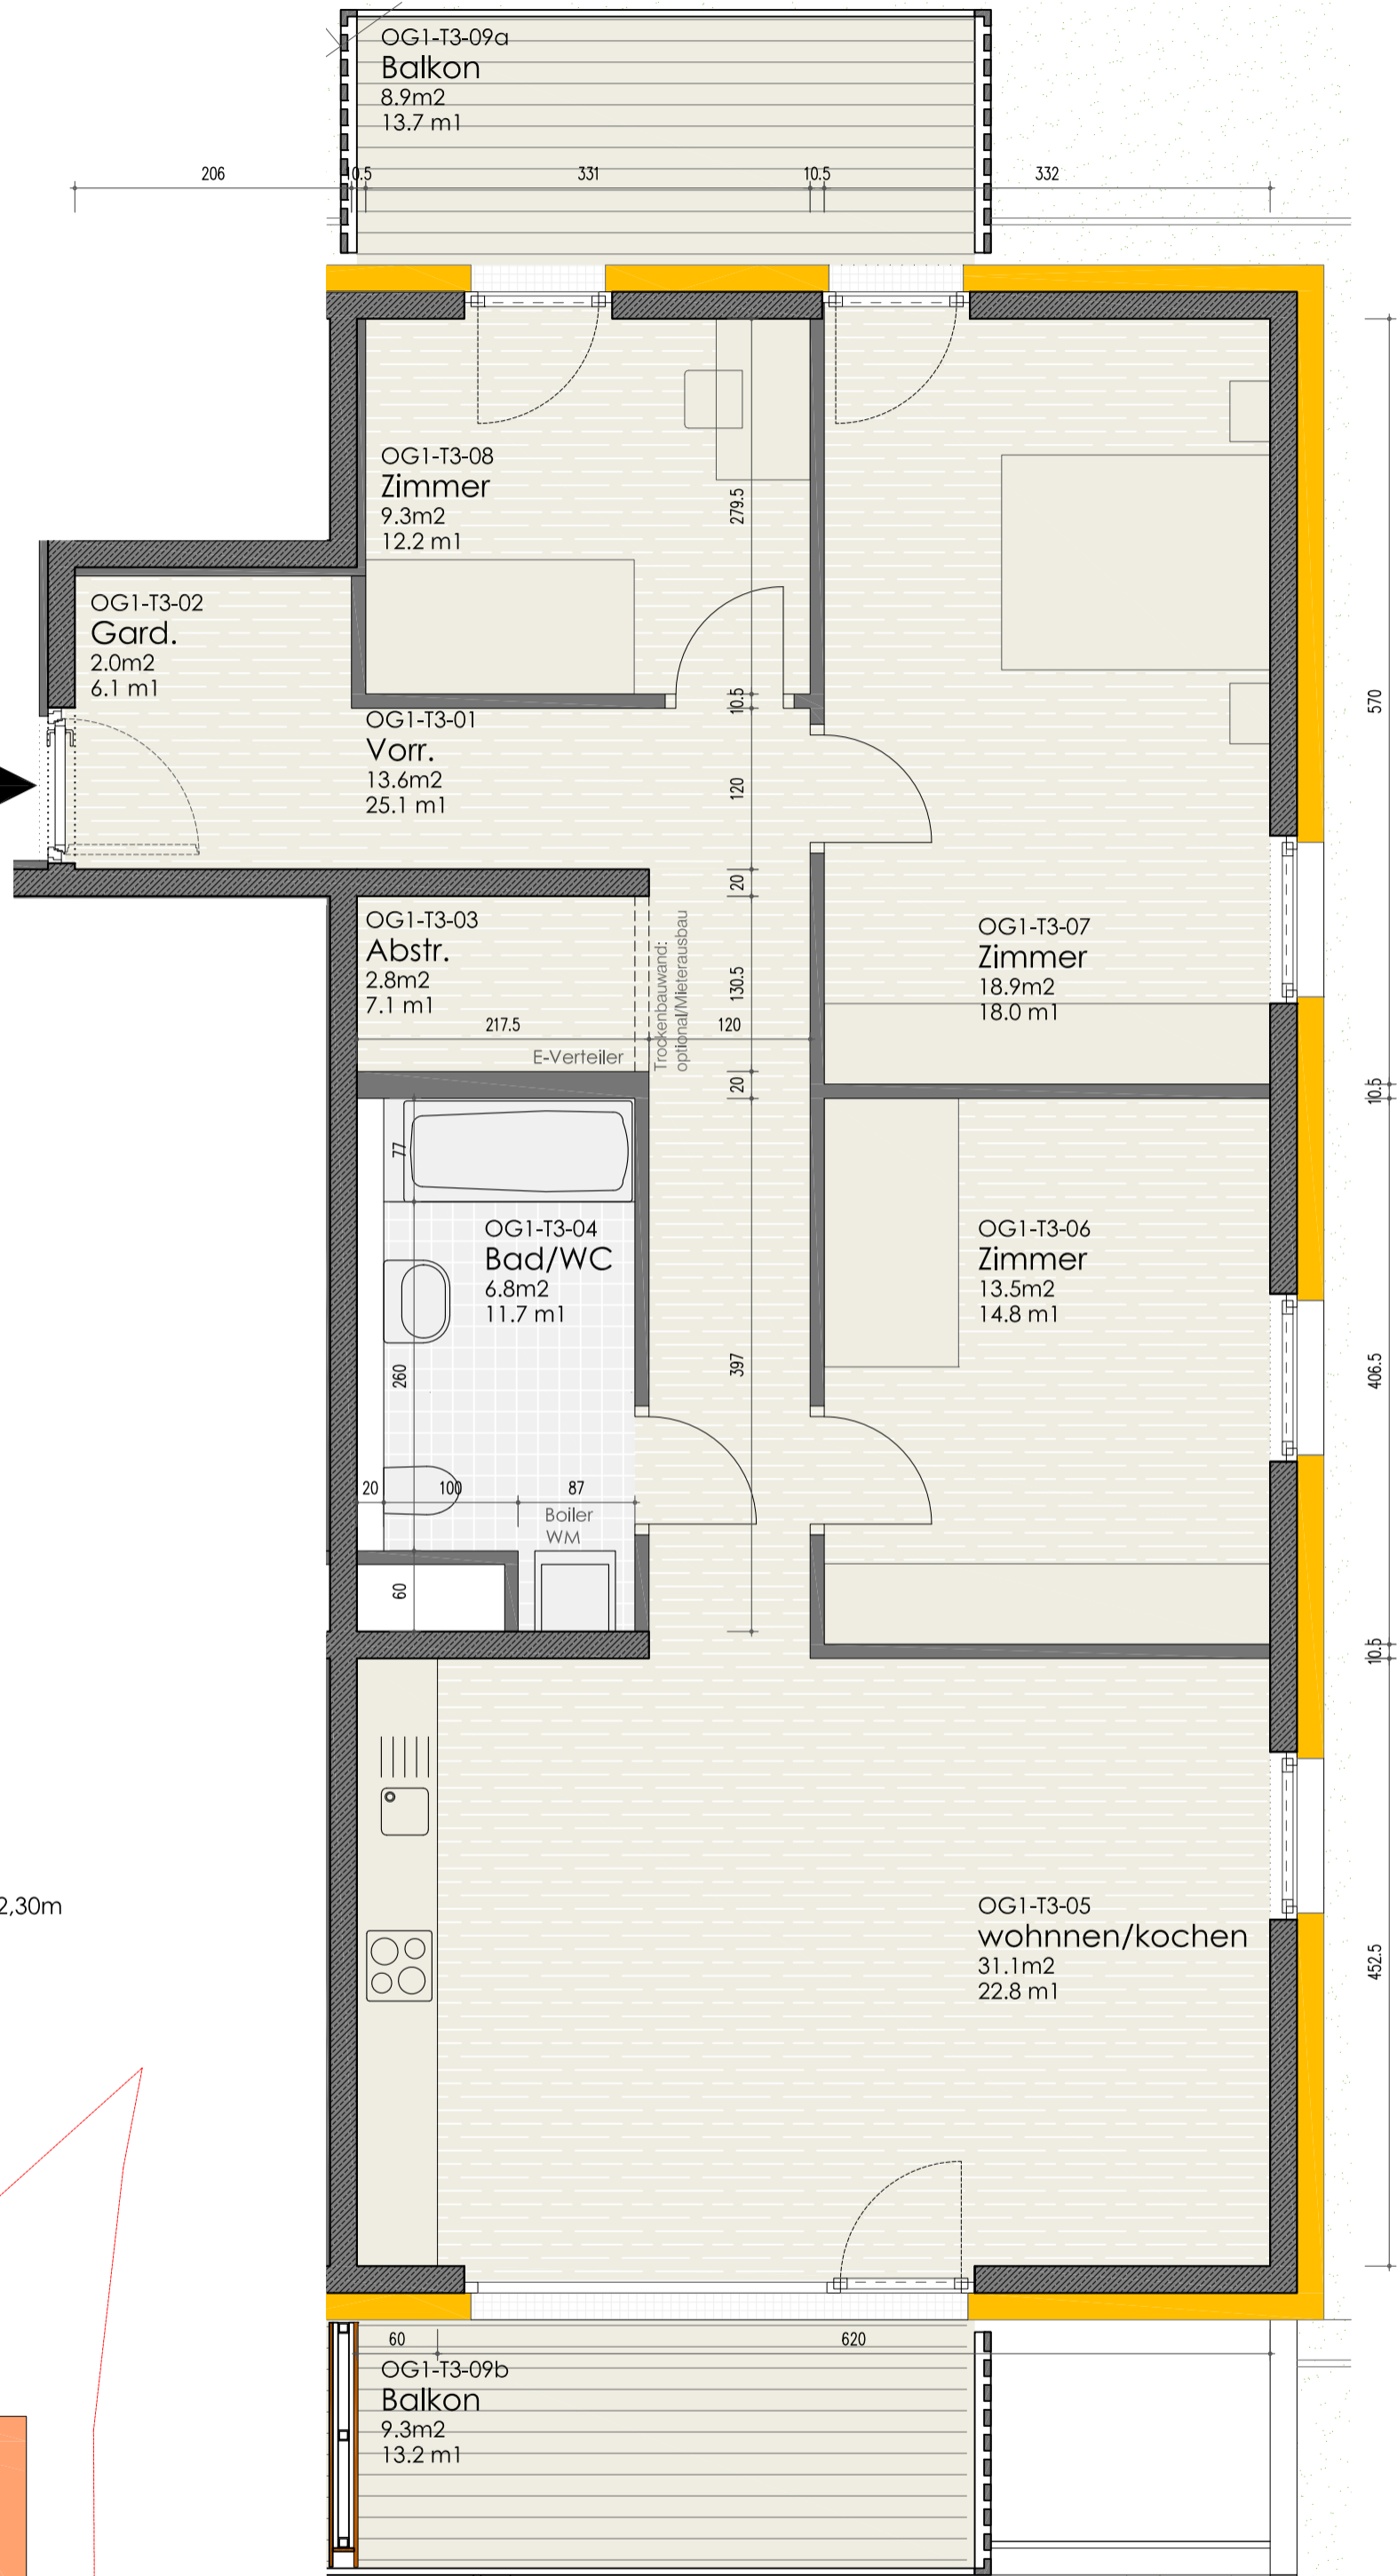 OG1-T3-09a
Balkon
8.9m2
13.7 m1
206
10.5
331
10.5
332
OG1-T3-08
Zimmer
9.3m2
12.2 m1
279.5
OG1-T3-02
Gard.
2.0m2
6.1 m1
10.5
570
OG1-T3-01
Vorr.
13.6m2
25.1 m1
120
20
OG1-T3-03
Abstr.
2.8m2
7.1 m1
217.5
E-Verteiler
Trockenbauwand:
optional/Mieterausbau
130.5
120
20
OG1-T3-07
Zimmer
18.9m2
18.0 m1
10.5
77
OG1-T3-04
Bad/WC
6.8m2
11.7 m1
260
397
OG1-T3-06
Zimmer
13.5m2
14.8 m1
406.5
20
100
87
Boiler
WM
60
10.5
2,30m
OG1-T3-05
wohnnen/kochen
31.1m2
22.8 m1
452.5
60
620
OG1-T3-09b
Balkon
9.3m2
13.2 m1